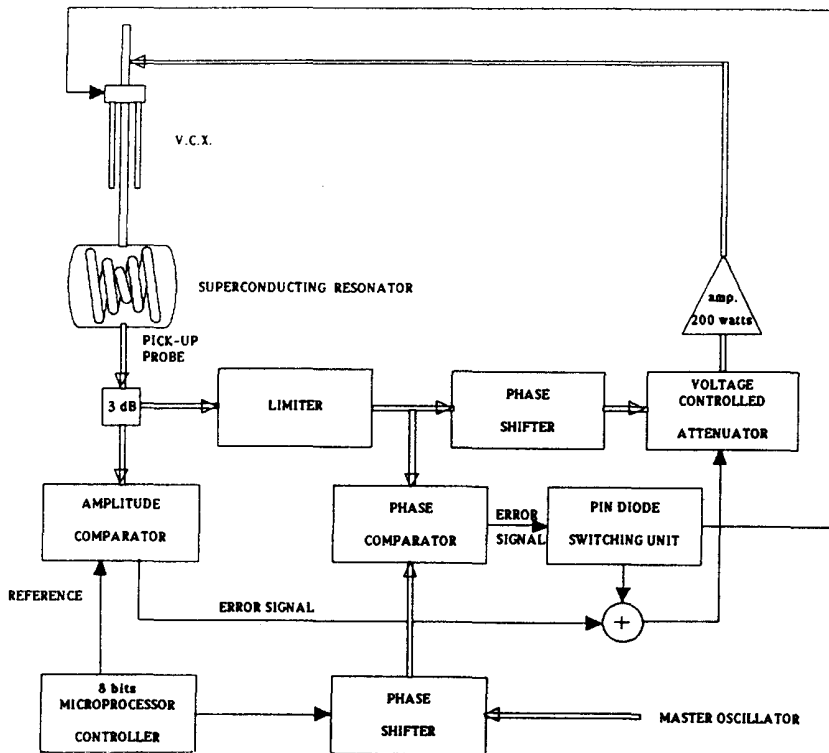 V.C.X.
SUPERCONDUCTING RESONATOR
amp.
200 watts
PICK-UP
PROBE
3 dB
LIMITER
PHASE
SHIFTER
VOLTAGE
CONTROLLED
ATTENUATOR
AMPLITUDE
COMPARATOR
PHASE
COMPARATOR
ERROR
SIGNAL
PIN DIODE
SWITCHING UNIT
REFERENCE
ERROR SIGNAL
+
8 bits
MICROPROCESSOR
CONTROLLER
PHASE
SHIFTER
MASTER OSCILLATOR